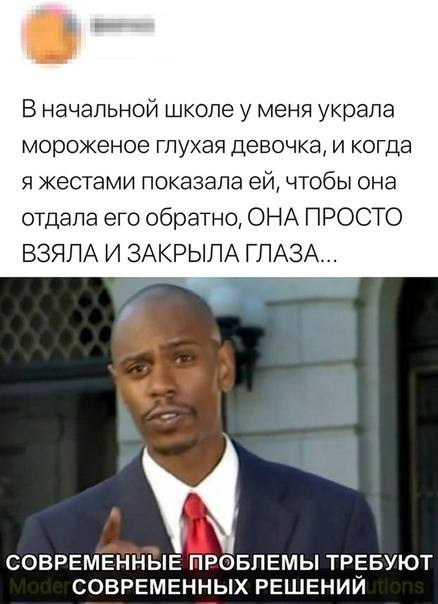 В начальной школе у меня украла
мороженое глухая девочка, и когда
я жестами показала ей, чтобы она
отдала его обратно, ОНА ПРОСТО
ВЗЯЛА И ЗАКРЫЛА ГЛАЗА...
СОВРЕМЕННЫЕ ПРОБЛЕМЫ ТРЕБУЮТ
СОВРЕМЕННЫХ РЕШЕНИЙ